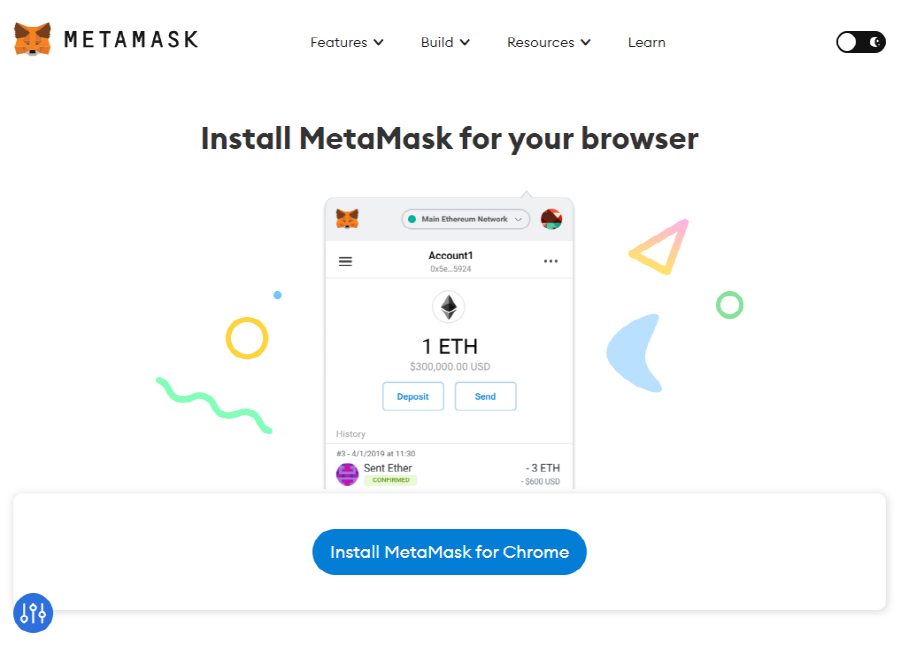 METAMASK
Features
Build
Resources
Learn
Install MetaMask for your browser
Main Ethereum Network
Account1
0x5e...5924
1 ETH
$300,000.00 USD
Deposit
Send
History
#3 - 4/1/2019 at 11:30
Sent Ether
- 3 ETH
CONFIRMED
- $600 USD
Install MetaMask for Chrome